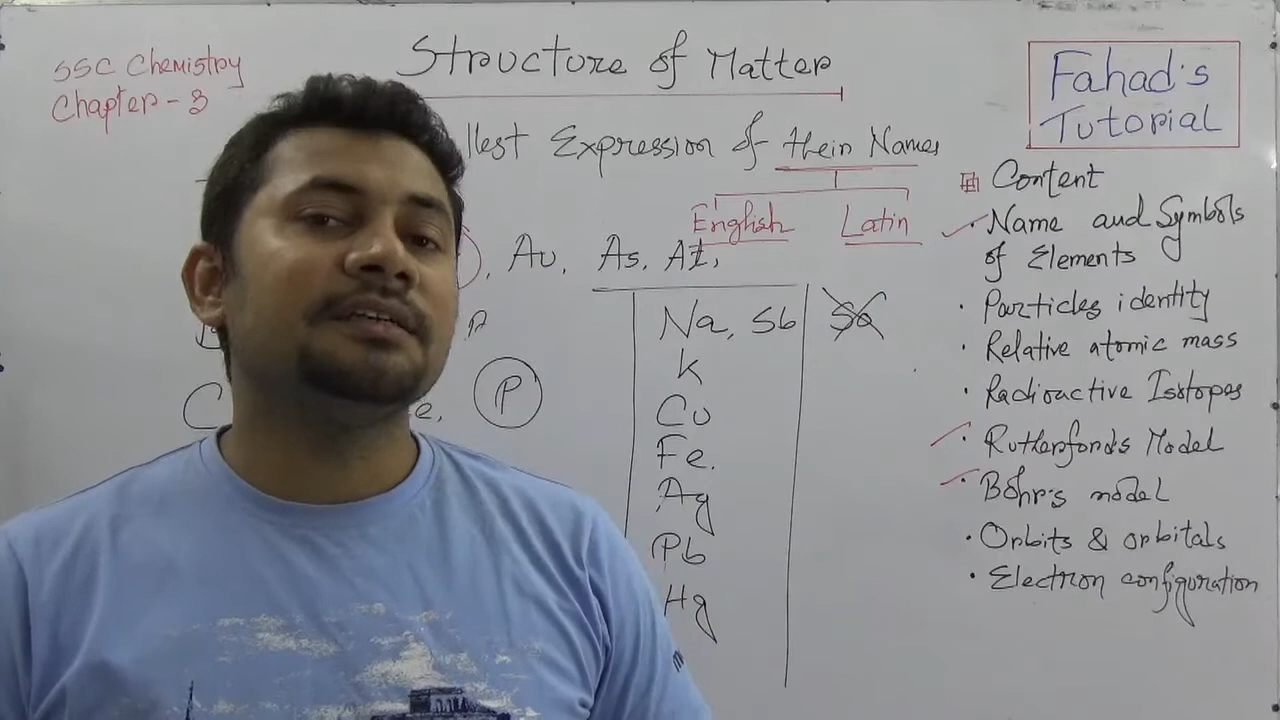 SSC Chemistry
Chapter - 3
Structure of Matter
Expression of their Names
English Latin
Au, As, Al,
Na, Sb
Sa
K
Cu
P
Fe.
Ag
Pb
Hg
Fahad's
Tutorial
Content
Name and Symbols
of Elements
Particles identity
Relative atomic mass
Radioactive Isotopes
Rutherford's Model
Bohr's model
Orbits & orbitals
Electron configuration